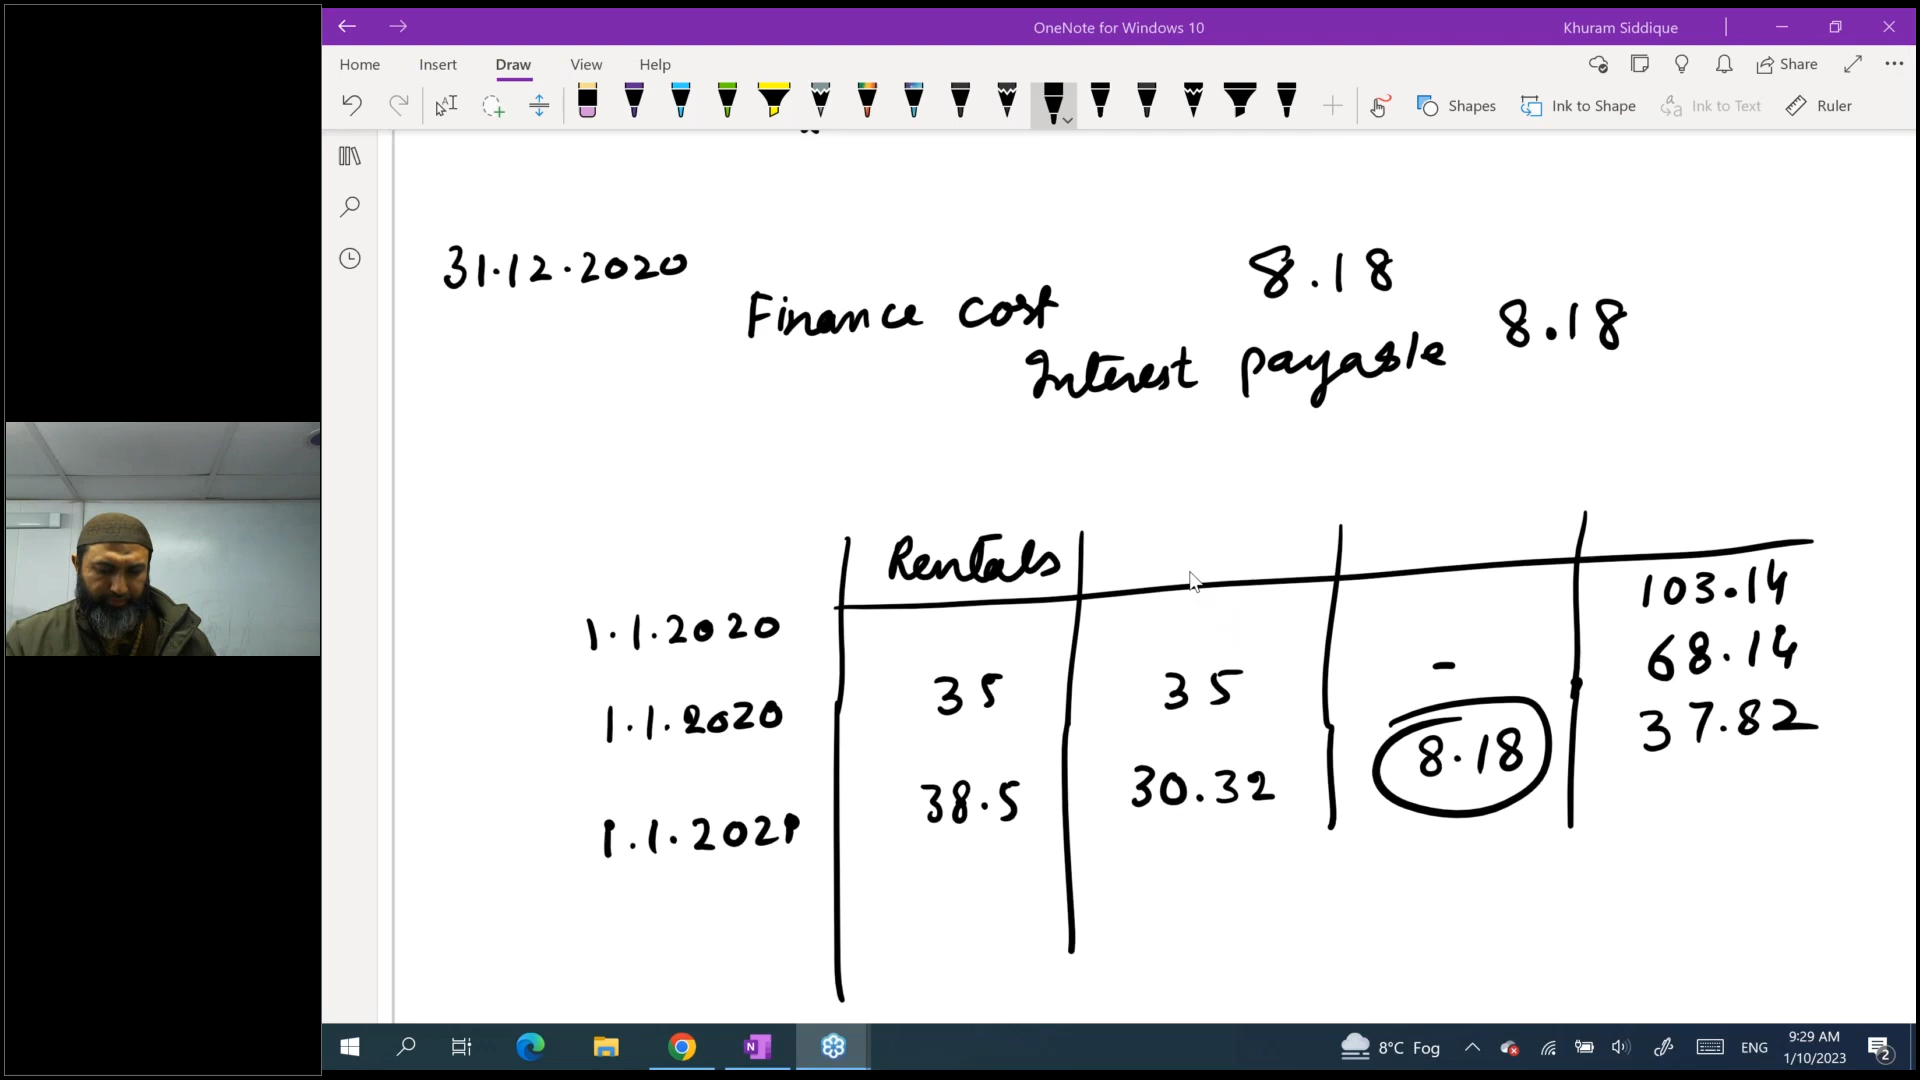 OneNote for Windows 10
Khuram Siddique
Home Insert Draw View Help
Share
Shapes
Ink to Shape
Ink to Text
Ruler
31.12.2020
Finance cost 8.18
Interest payable 8.18
Rentals
1.1.2020 103.14
1.1.2020 35 35 - 68.14
1.1.2021 38.5 30.32 8.18 37.82
8°C Fog
ENG
9:29 AM
1/10/2023
2